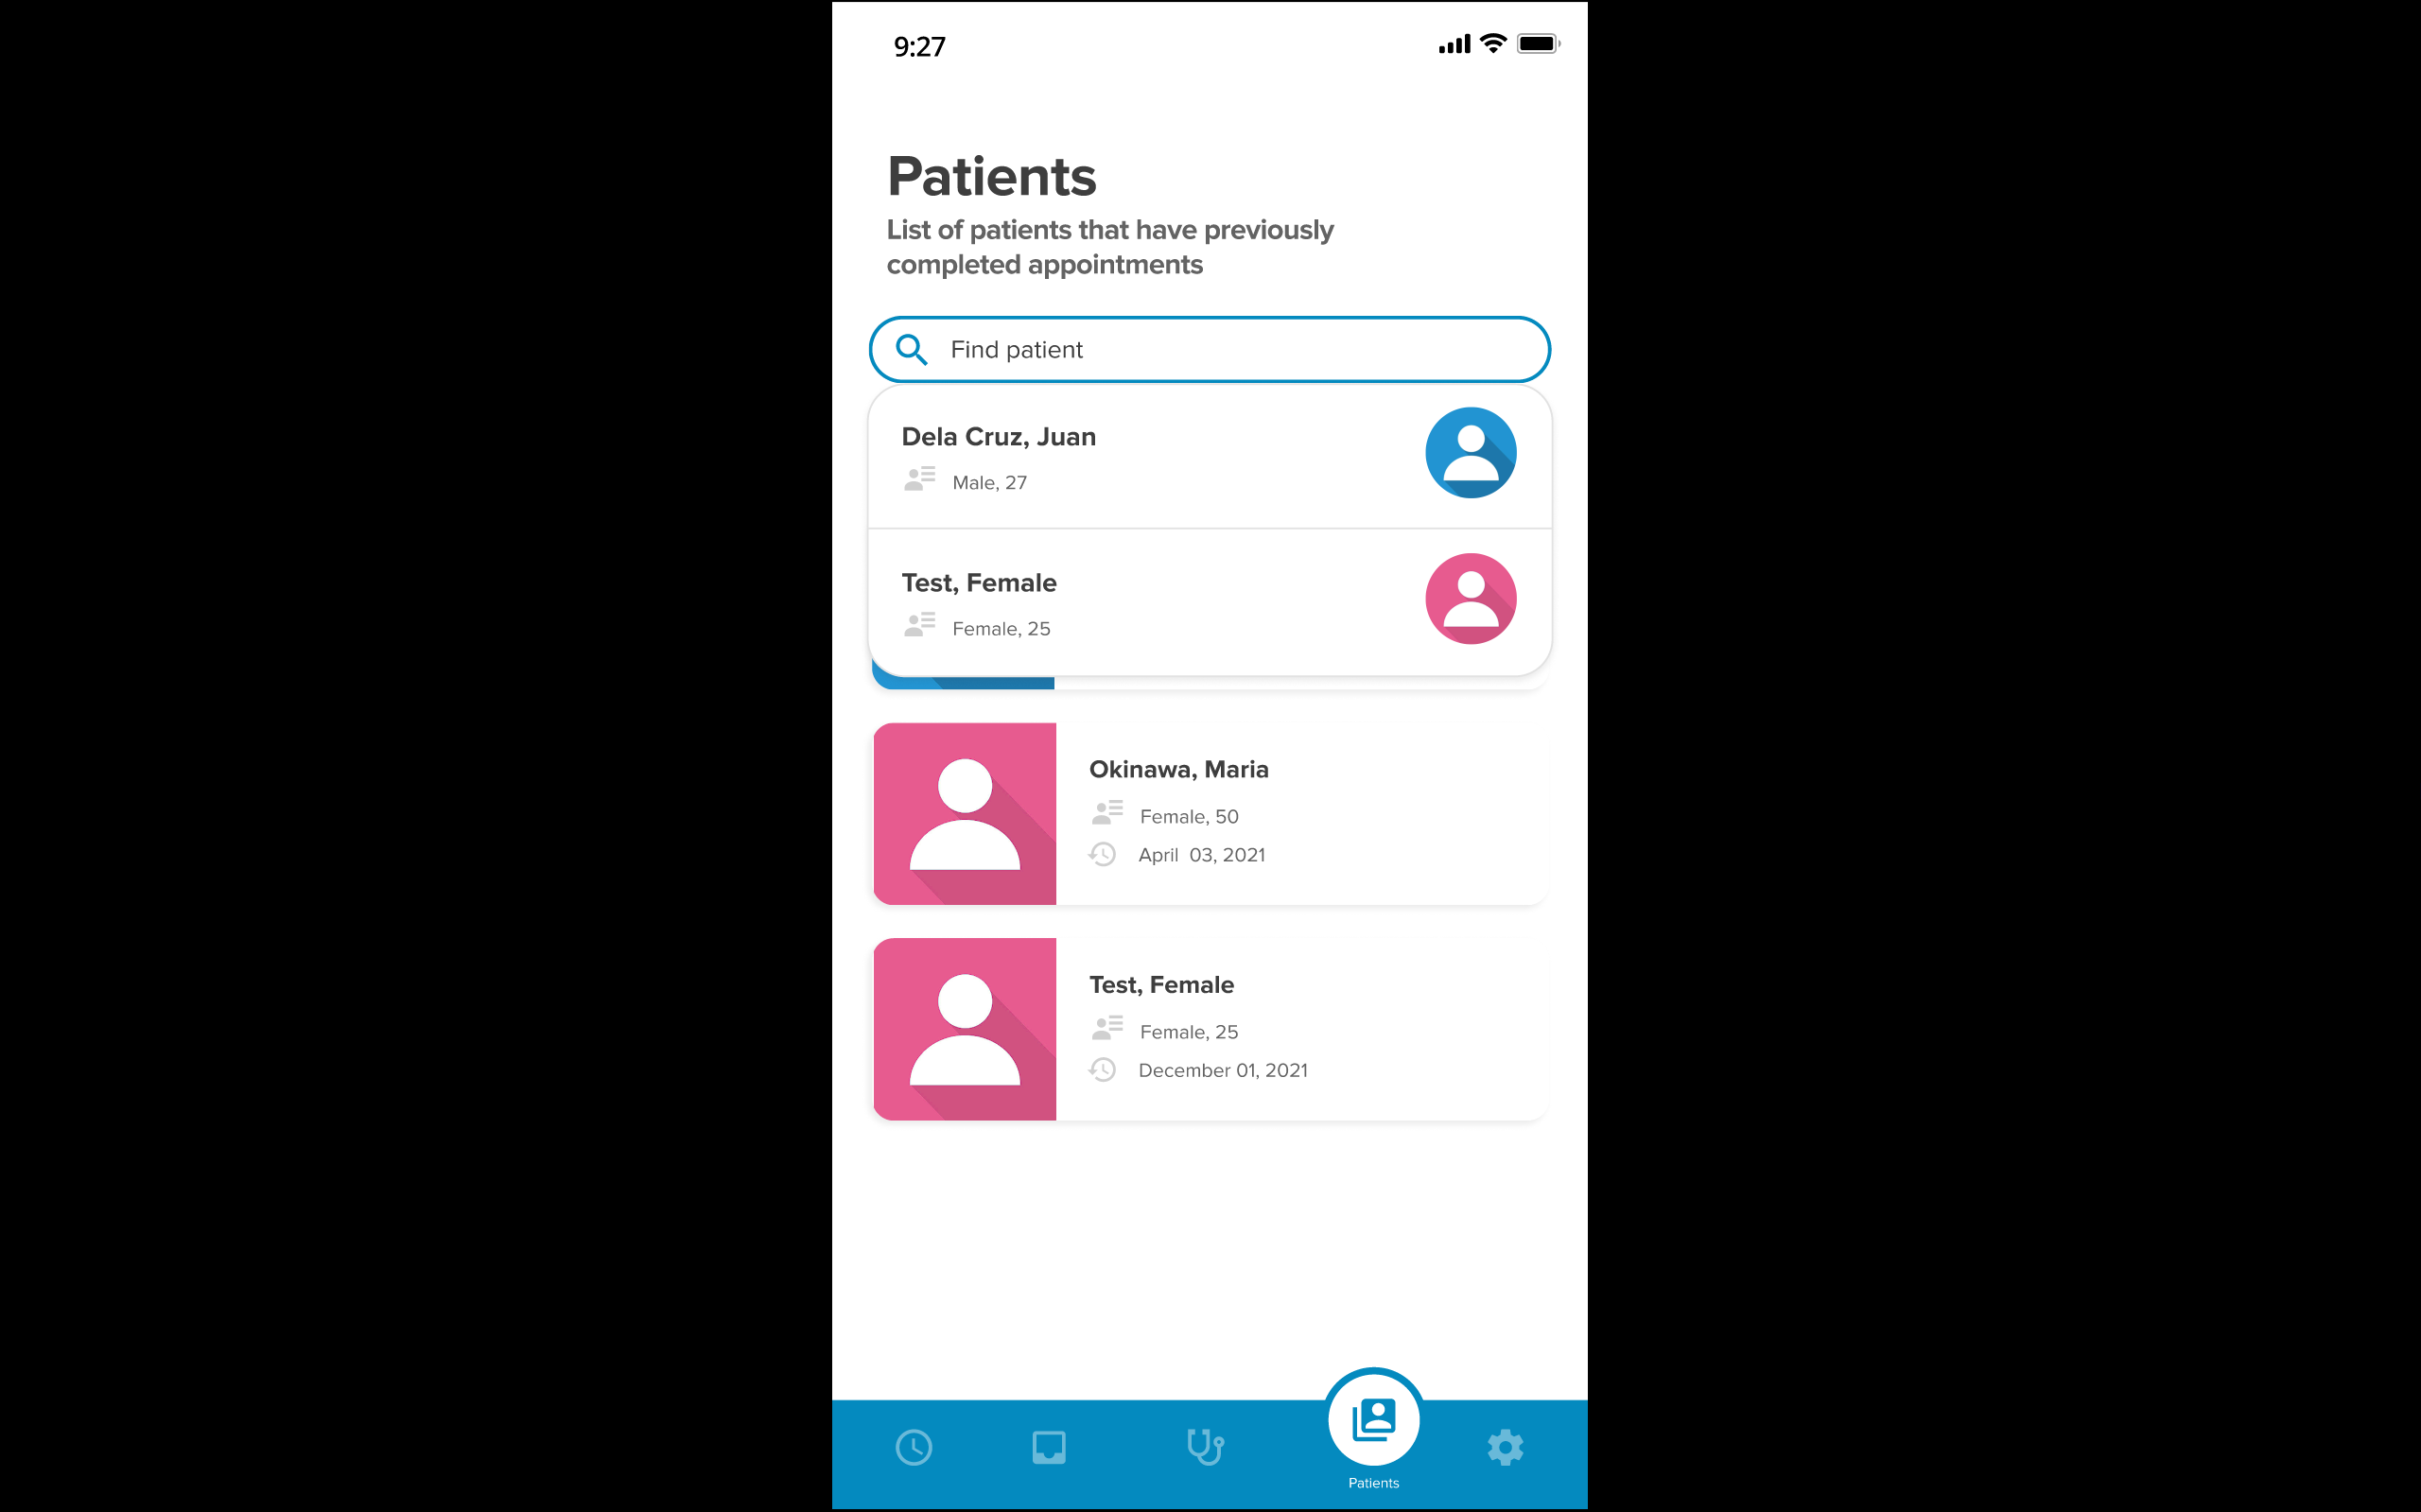 9:27
Patients
List of patients that have previously
completed appointments
Find patient
Dela Cruz, Juan
Male, 27
Test, Female
Female, 25
Okinawa, Maria
Female, 50
April 03, 2021
Test, Female
Female, 25
December 01, 2021
Patients